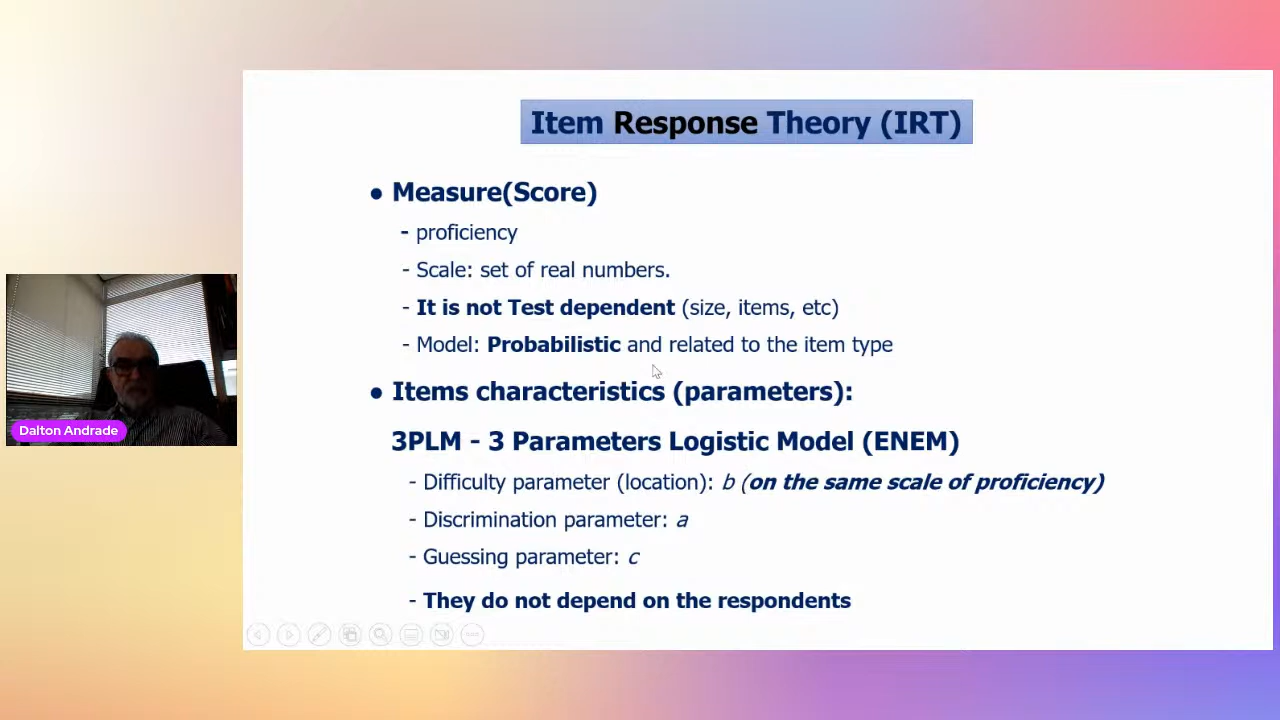 Item Response Theory (IRT)
● Measure(Score)
- proficiency
- Scale: set of real numbers.
- It is not Test dependent (size, items, etc)
- Model: Probabilistic and related to the item type
● Items characteristics (parameters):
3PLM - 3 Parameters Logistic Model (ENEM)
- Difficulty parameter (location): b (on the same scale of proficiency)
- Discrimination parameter: a
- Guessing parameter: c
- They do not depend on the respondents
Dalton Andrade